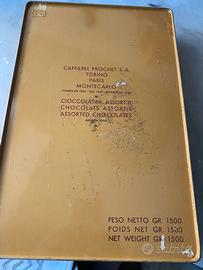 CAFFAREL PROCHET S. A.
TORINO
PARIS
MONTECARLO
CIOCCOLATINI ASSORTITI
CHOCOLATS ASSORTIS
ASSORTED CHOCOLATES
PESO NETTO GR. 1500
POIDS NET GR. 1500
NET WEIGHT GR. 1500
subito